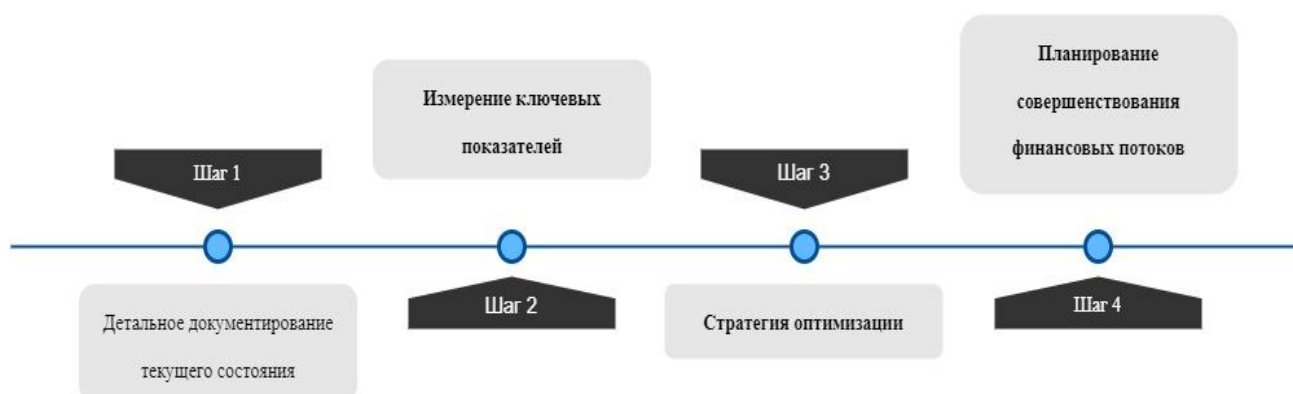 Шаг 1
Детальное документирование
текущего состояния
Измерение ключевых
показателей
Шаг 2
Шаг 3
Стратегия оптимизации
Планирование
совершенствования
финансовых потоков
Шаг 4